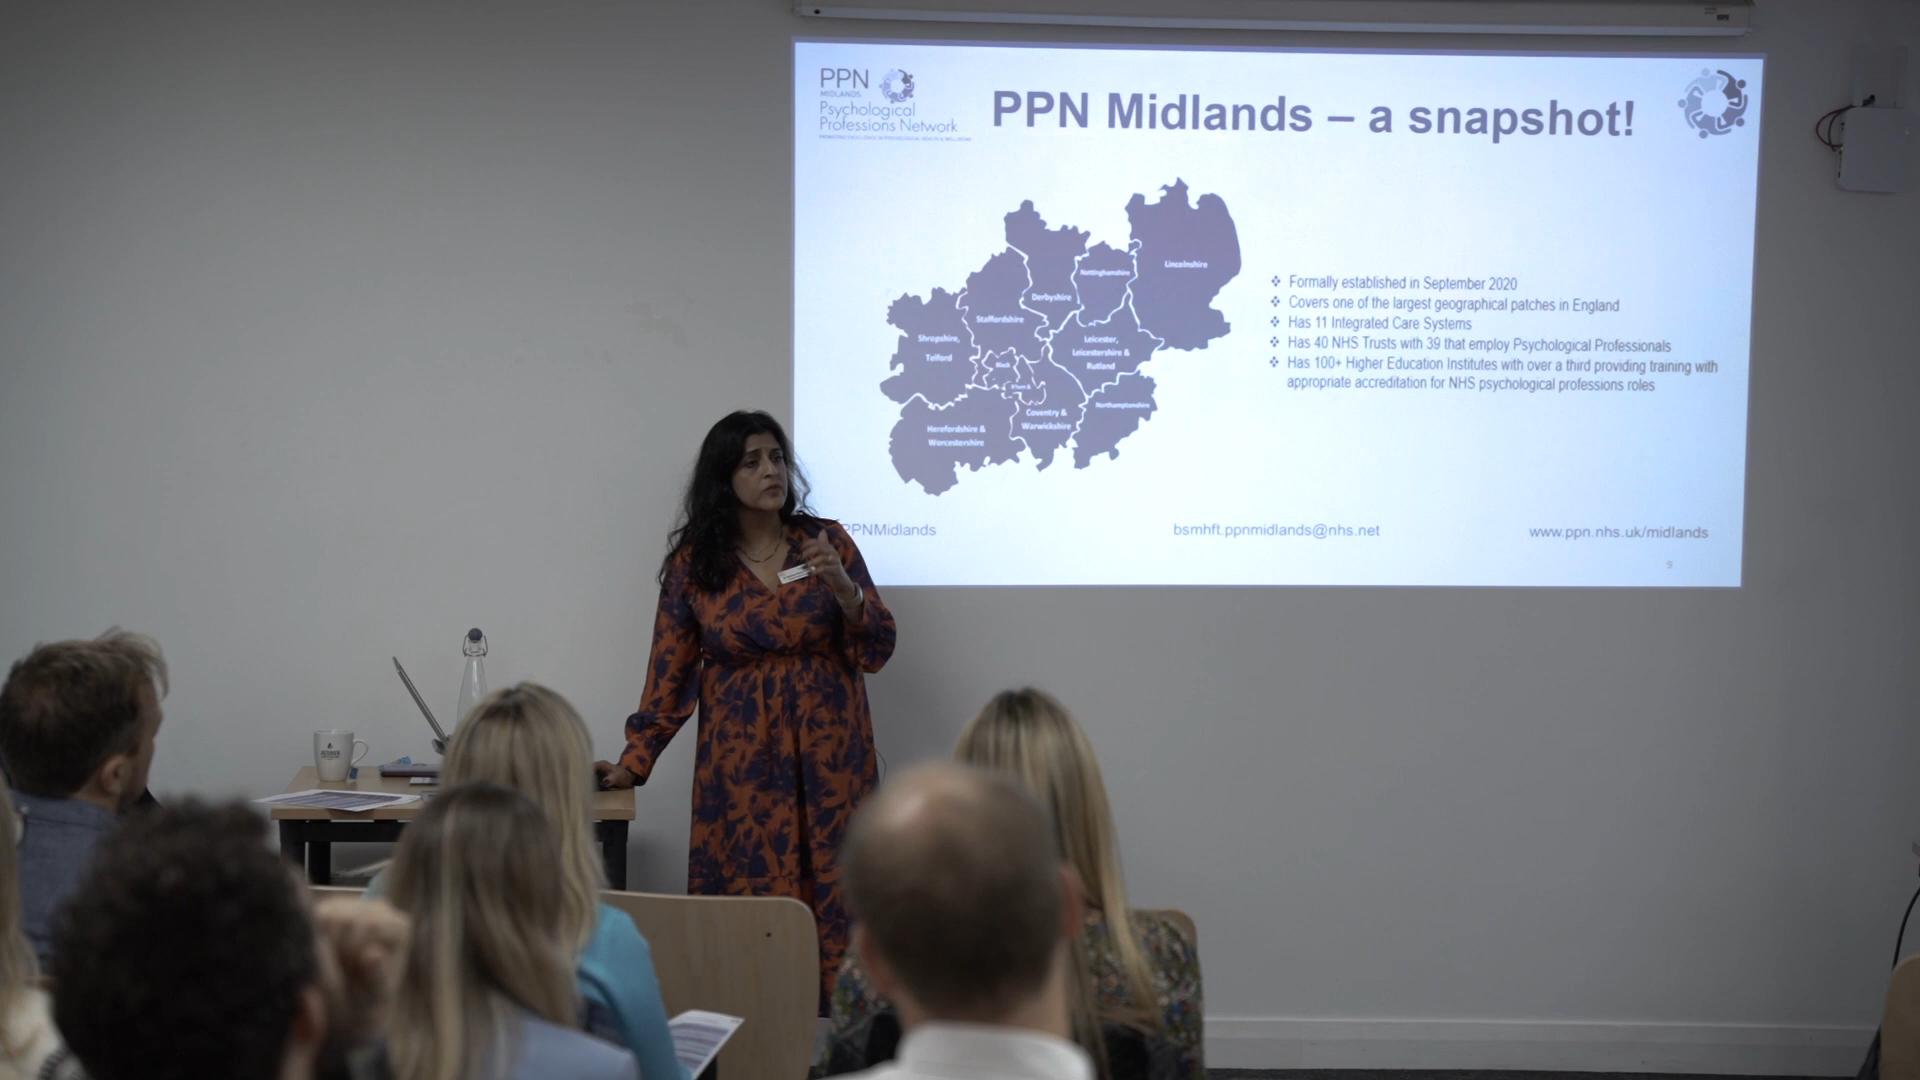 PPN
MIDLANDS
Psychological
Professions Network
PPN Midlands – a snapshot!
Lincolnshire
Nottinghamshire
Derbyshire
Staffordshire
Shropshire,
Telford
Leicester,
Leicestershire &
Rutland
Black
B'ham &
Northamptonshire
Coventry &
Warwickshire
Herefordshire &
Worcestershire
❖ Formally established in September 2020
❖ Covers one of the largest geographical patches in England
❖ Has 11 Integrated Care Systems
❖ Has 40 NHS Trusts with 39 that employ Psychological Professionals
❖ Has 100+ Higher Education Institutes with over a third providing training with
appropriate accreditation for NHS psychological professions roles
PPNMidlands
bsmhft.ppnmidlands@nhs.net
www.ppn.nhs.uk/midlands
9